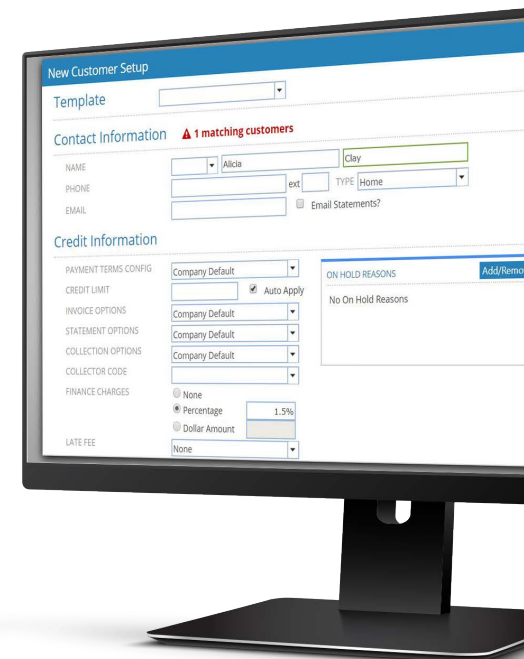 New Customer Setup
Template
Contact Information 1 matching customers
NAME Alicia Clay
PHONE ext TYPE Home
EMAIL Email Statements?
Credit Information
PAYMENT TERMS CONFIG Company Default
ON HOLD REASONS Add/Remo
CREDIT LIMIT Auto Apply
No On Hold Reasons
INVOICE OPTIONS Company Default
STATEMENT OPTIONS Company Default
COLLECTION OPTIONS Company Default
COLLECTOR CODE
FINANCE CHARGES None
Percentage 1.5%
Dollar Amount
LATE FEE None